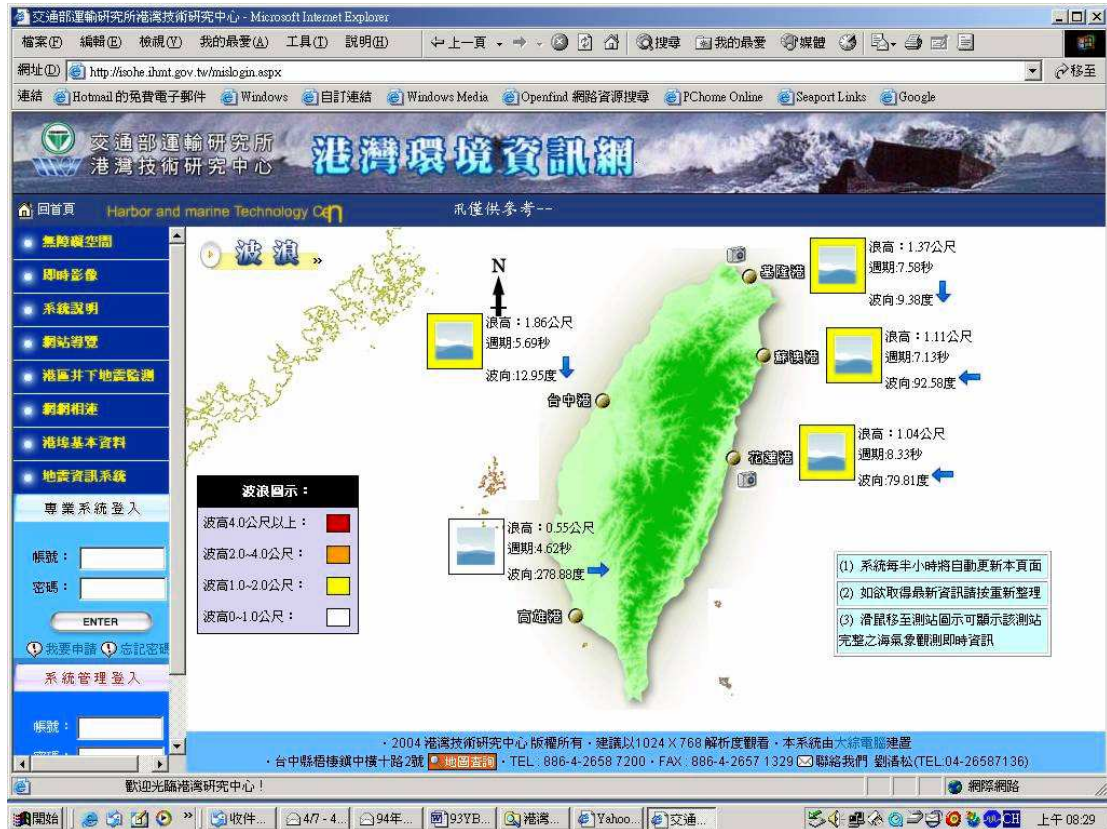 交通部運輸研究所港灣技術研究中心 - Microsoft Internet Explorer
檔案(F) 編輯(E) 檢視(V) 我的最愛(A) 工具(T) 說明(H) 上一頁 搜尋 我的最愛 媒體
網址(D) http://isohe.ihmt.gov.tw/mislogin.aspx 移至
連結 Hotmail 的免費電子郵件 Windows 自訂連結 Windows Media Openfind 網路資源搜尋 PChome Online Seaport Links Google
交通部運輸研究所
港灣技術研究中心
港灣環境資訊網
回首頁 Harbor and marine Technology Cen 訊僅供參考--
無障礙空間
即時影像
系統說明
網站導覽
港區井下地震監測
網網相連
港埠基本資料
地震資訊系統
專業系統登入
帳號：
密碼：
ENTER
我要申請 忘記密碼
系統管理登入
帳號：
波浪 »
N
浪高：1.86公尺
週期:5.69秒
波向:12.95度
台中港
基隆港
浪高：1.37公尺
週期:7.58秒
波向:9.38度
蘇澳港
浪高：1.11公尺
週期:7.13秒
波向:92.58度
花蓮港
浪高：1.04公尺
週期:8.33秒
波向:79.81度
浪高：0.55公尺
週期:4.62秒
波向:278.88度
高雄港
波浪圖示：
波高4.0公尺以上：
波高2.0~4.0公尺：
波高1.0~2.0公尺：
波高0~1.0公尺：
(1) 系統每半小時將自動更新本頁面
(2) 如欲取得最新資訊請按重新整理
(3) 滑鼠移至測站圖示可顯示該測站
完整之海氣象觀測即時資訊
‧2004 港灣技術研究中心 版權所有‧建議以1024 X 768 解析度觀看‧本系統由大綜電腦建置
‧台中縣梧棲鎮中橫十路2號 地圖查詢‧TEL : 886-4-2658 7200‧FAX : 886-4-2657 1329 聯絡我們 劉清松(TEL:04-26587136)
歡迎光臨港灣研究中心！ 網際網路
開始 » 收件... 4/7 - 4... 94年... 93YB... 港灣... Yahoo... 交通... CH 上午 08:29